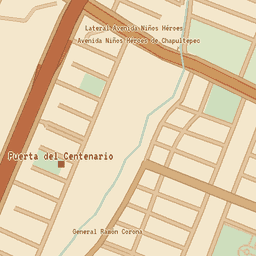 Lateral Avenida Niños Héroes
Avenida Niños Héroes de Chapultepec
Puerta del Centenario
General Ramón Corona